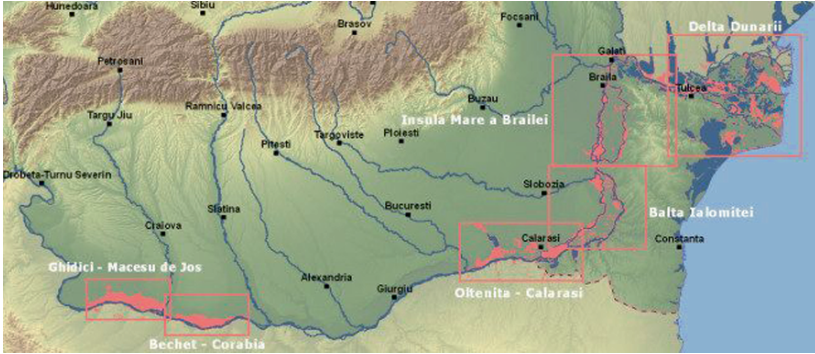 Hunedoara
Sibiu
Brasov
Focsani
Delta Dunarii
Petrosani
Galati
Braila
Tulcea
Targu Jiu
Ramnicu Valcea
Buzau
Insula Mare a Brailei
Pitesti
Targoviste
Ploiesti
Drobeta-Turnu Severin
Slobozia
Bucuresti
Balta Ialomitei
Craiova
Slatina
Calarasi
Constanta
Ghidici - Macesu de Jos
Alexandria
Giurgiu
Oltenita - Calarasi
Bechet - Corabia